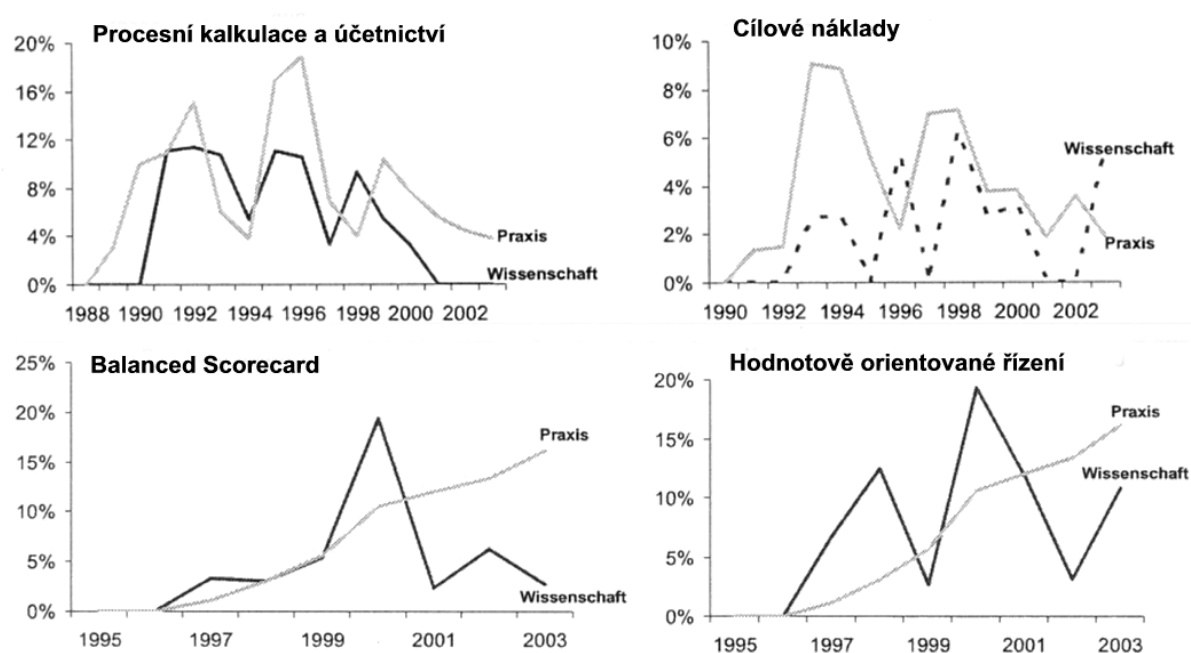 Procesní kalkulace a účetnictví
20%
16%
12%
8%
4%
0%
Praxis
Wissenschaft
1988 1990 1992 1994 1996 1998 2000 2002
Cílové náklady
10%
8%
6%
4%
2%
0%
Wissenschaft
Praxis
1990 1992 1994 1996 1998 2000 2002
Balanced Scorecard
25%
20%
15%
10%
5%
0%
Praxis
Wissenschaft
1995 1997 1999 2001 2003
Hodnotově orientované řízení
20%
15%
10%
5%
0%
Praxis
Wissenschaft
1995 1997 1999 2001 2003